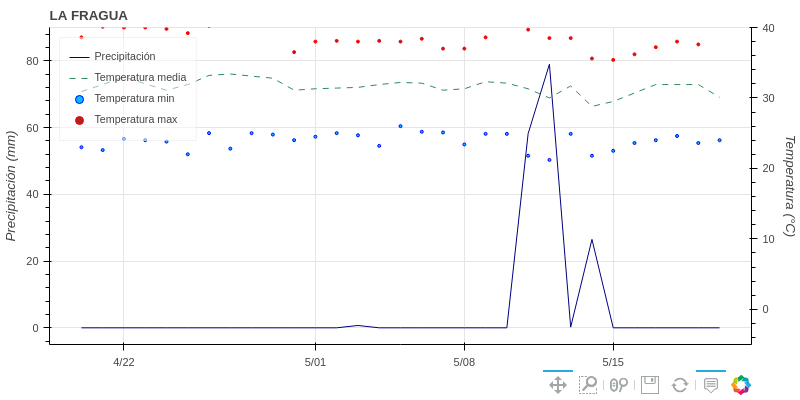 LA FRAGUA
Precipitación
Temperatura media
Temperatura min
Temperatura max
Precipitación (mm)
80
60
40
20
0
40
30
20
10
0
Temperatura (°C)
4/22
5/01
5/08
5/15